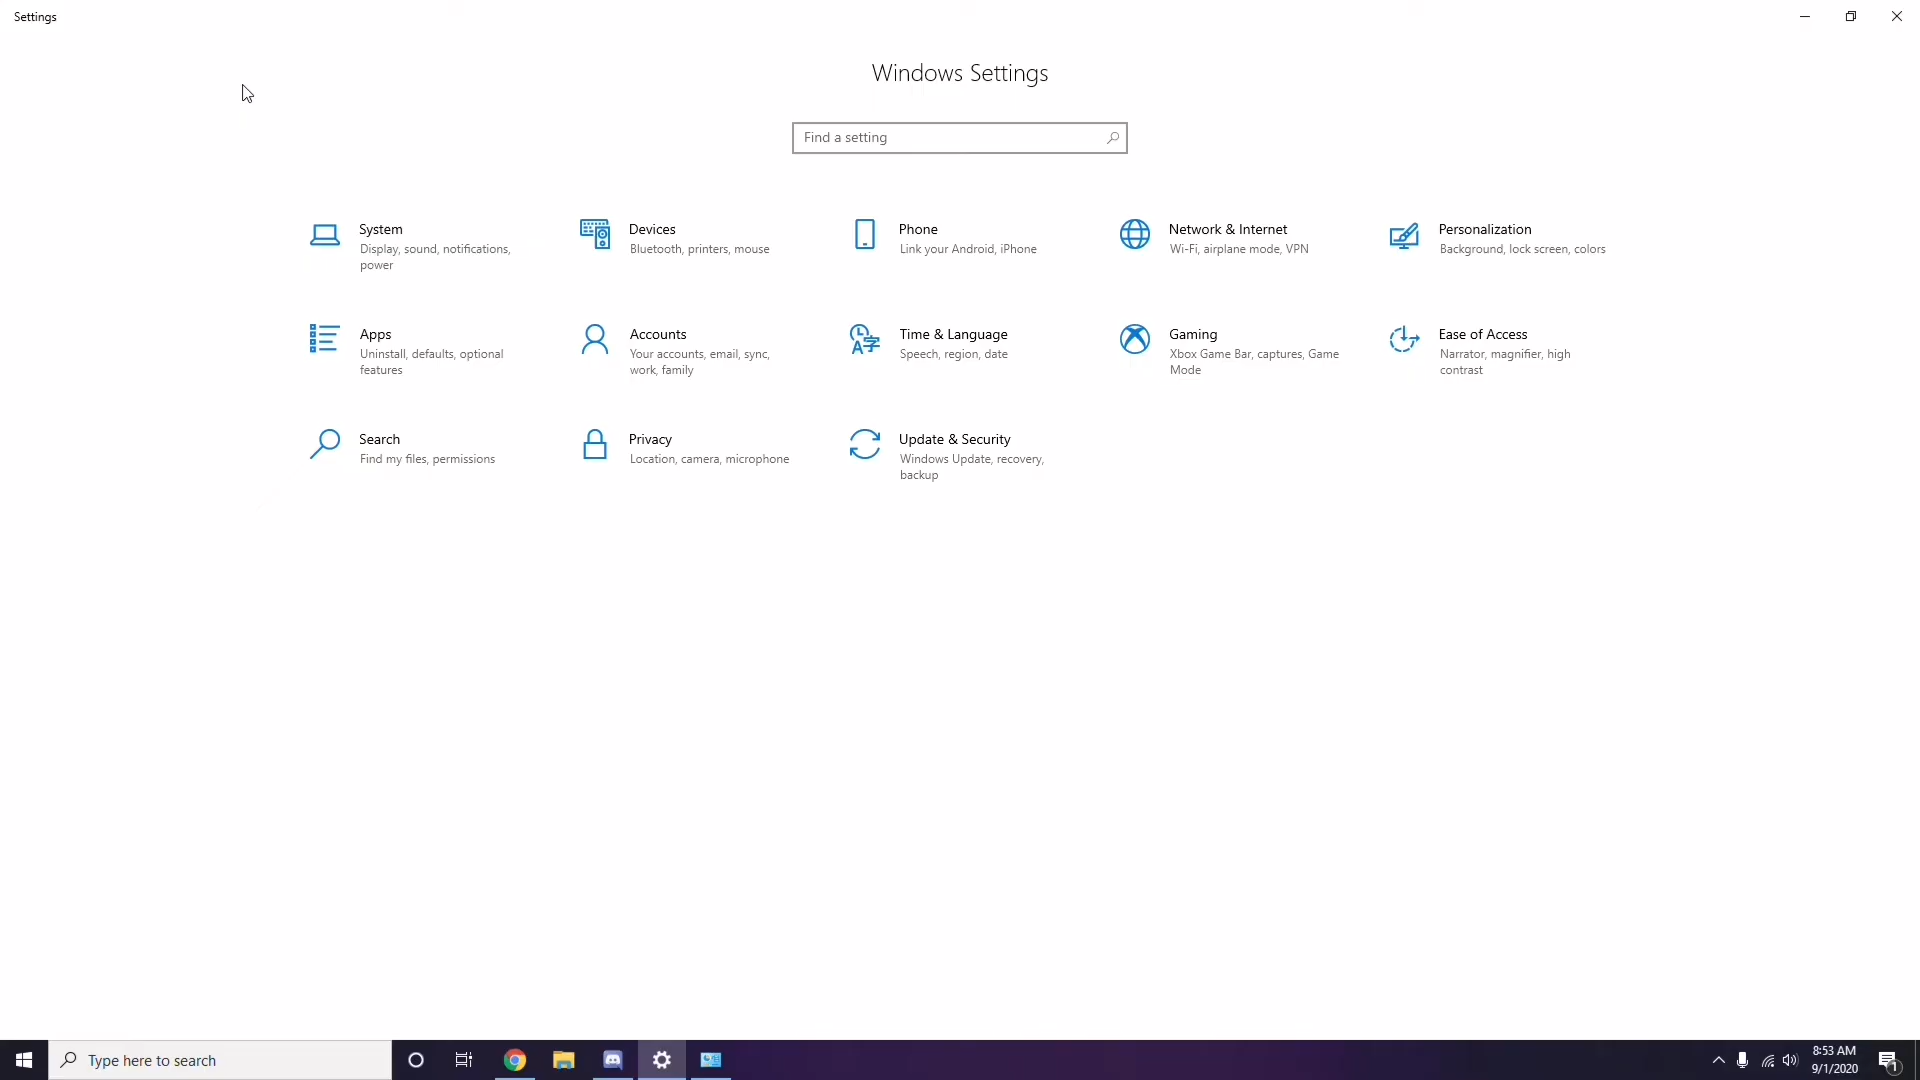 Settings
Windows Settings
Find a setting
System
Display, sound, notifications,
power
Devices
Bluetooth, printers, mouse
Phone
Link your Android, iPhone
Network & Internet
Wi-Fi, airplane mode, VPN
Personalization
Background, lock screen, colors
Apps
Uninstall, defaults, optional
features
Accounts
Your accounts, email, sync,
work, family
Time & Language
Speech, region, date
Gaming
Xbox Game Bar, captures, Game
Mode
Ease of Access
Narrator, magnifier, high
contrast
Search
Find my files, permissions
Privacy
Location, camera, microphone
Update & Security
Windows Update, recovery,
backup
Type here to search
8:53 AM
9/1/2020
1